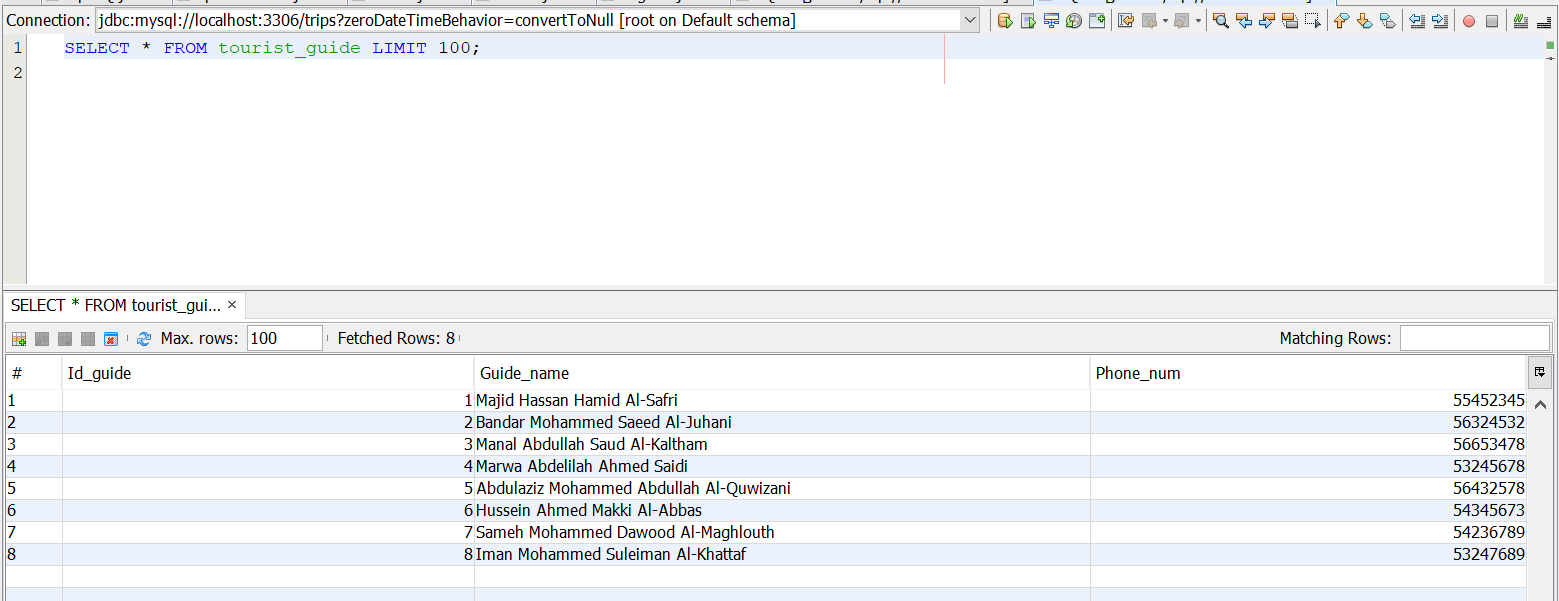 Connection: jdbc:mysql://localhost:3306/trips?zeroDateTimeBehavior=convertToNull [root on Default schema]
1 SELECT * FROM tourist_guide LIMIT 100;
2
SELECT * FROM tourist_gui... ×
Max. rows: 100 Fetched Rows: 8 Matching Rows:
# Id_guide Guide_name Phone_num
1 1 Majid Hassan Hamid Al-Safri 55452345
2 2 Bandar Mohammed Saeed Al-Juhani 56324532
3 3 Manal Abdullah Saud Al-Kaltham 56653478
4 4 Marwa Abdelilah Ahmed Saidi 53245678
5 5 Abdulaziz Mohammed Abdullah Al-Quwizani 56432578
6 6 Hussein Ahmed Makki Al-Abbas 54345673
7 7 Sameh Mohammed Dawood Al-Maghlouth 54236789
8 8 Iman Mohammed Suleiman Al-Khattaf 53247689